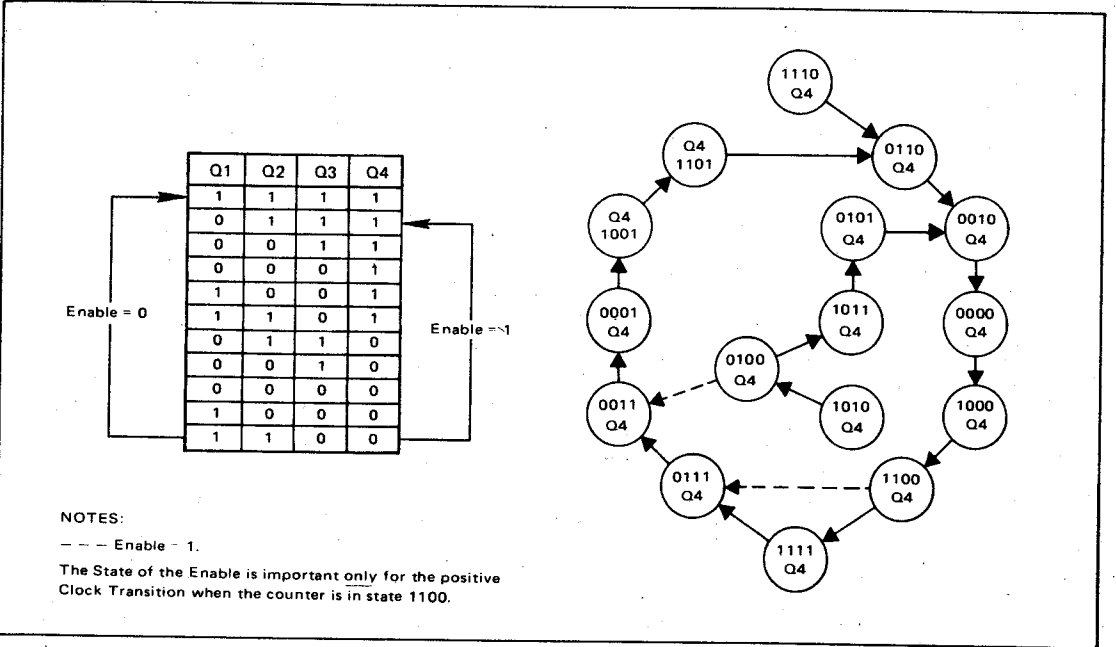 Q1 Q2 Q3 Q4
1 1 1 1
0 1 1 1
0 0 1 1
0 0 0 1
1 0 0 1
1 1 0 1
0 1 1 0
0 0 1 0
0 0 0 0
1 0 0 0
1 1 0 0
Enable = 0
Enable = 1
1110
Q4
Q4
1101
0110
Q4
Q4
1001
0101
Q4
0010
Q4
0001
Q4
1011
Q4
0000
Q4
0100
Q4
0011
Q4
1010
Q4
1000
Q4
0111
Q4
1100
Q4
1111
Q4
NOTES:
– – – Enable = 1.
The State of the Enable is important only for the positive
Clock Transition when the counter is in state 1100.